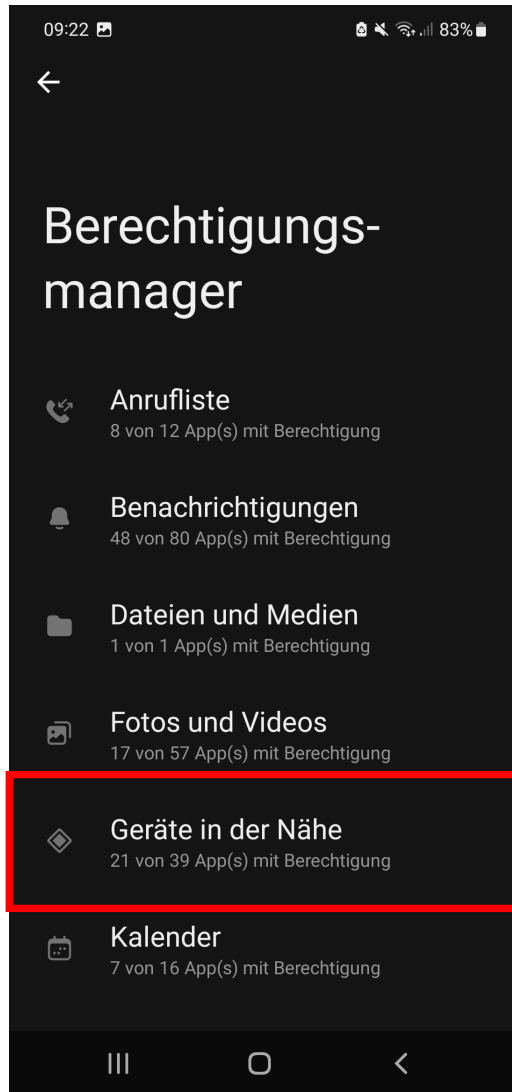 09:22
83%
Berechtigungs-
manager
Anrufliste
8 von 12 App(s) mit Berechtigung
Benachrichtigungen
48 von 80 App(s) mit Berechtigung
Dateien und Medien
1 von 1 App(s) mit Berechtigung
Fotos und Videos
17 von 57 App(s) mit Berechtigung
Geräte in der Nähe
21 von 39 App(s) mit Berechtigung
Kalender
7 von 16 App(s) mit Berechtigung